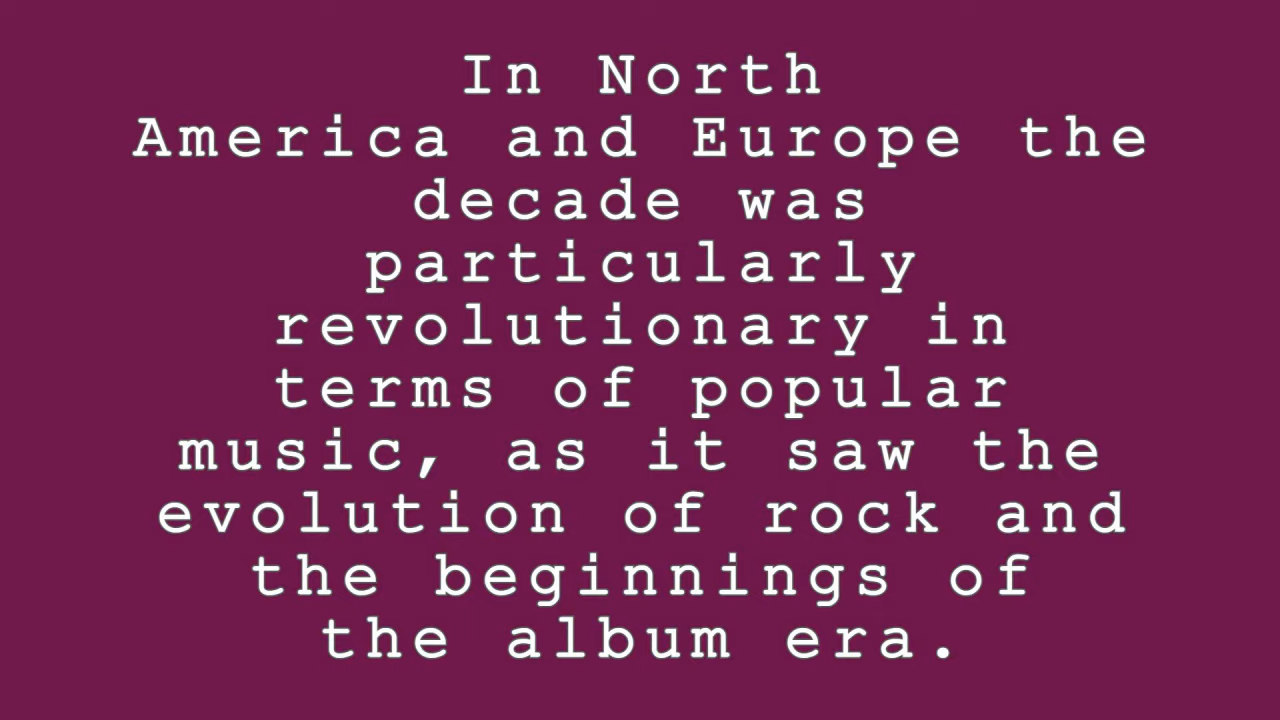 In North
America and Europe the
decade was
particularly
revolutionary in
terms of popular
music, as it saw the
evolution of rock and
the beginnings of
the album era.